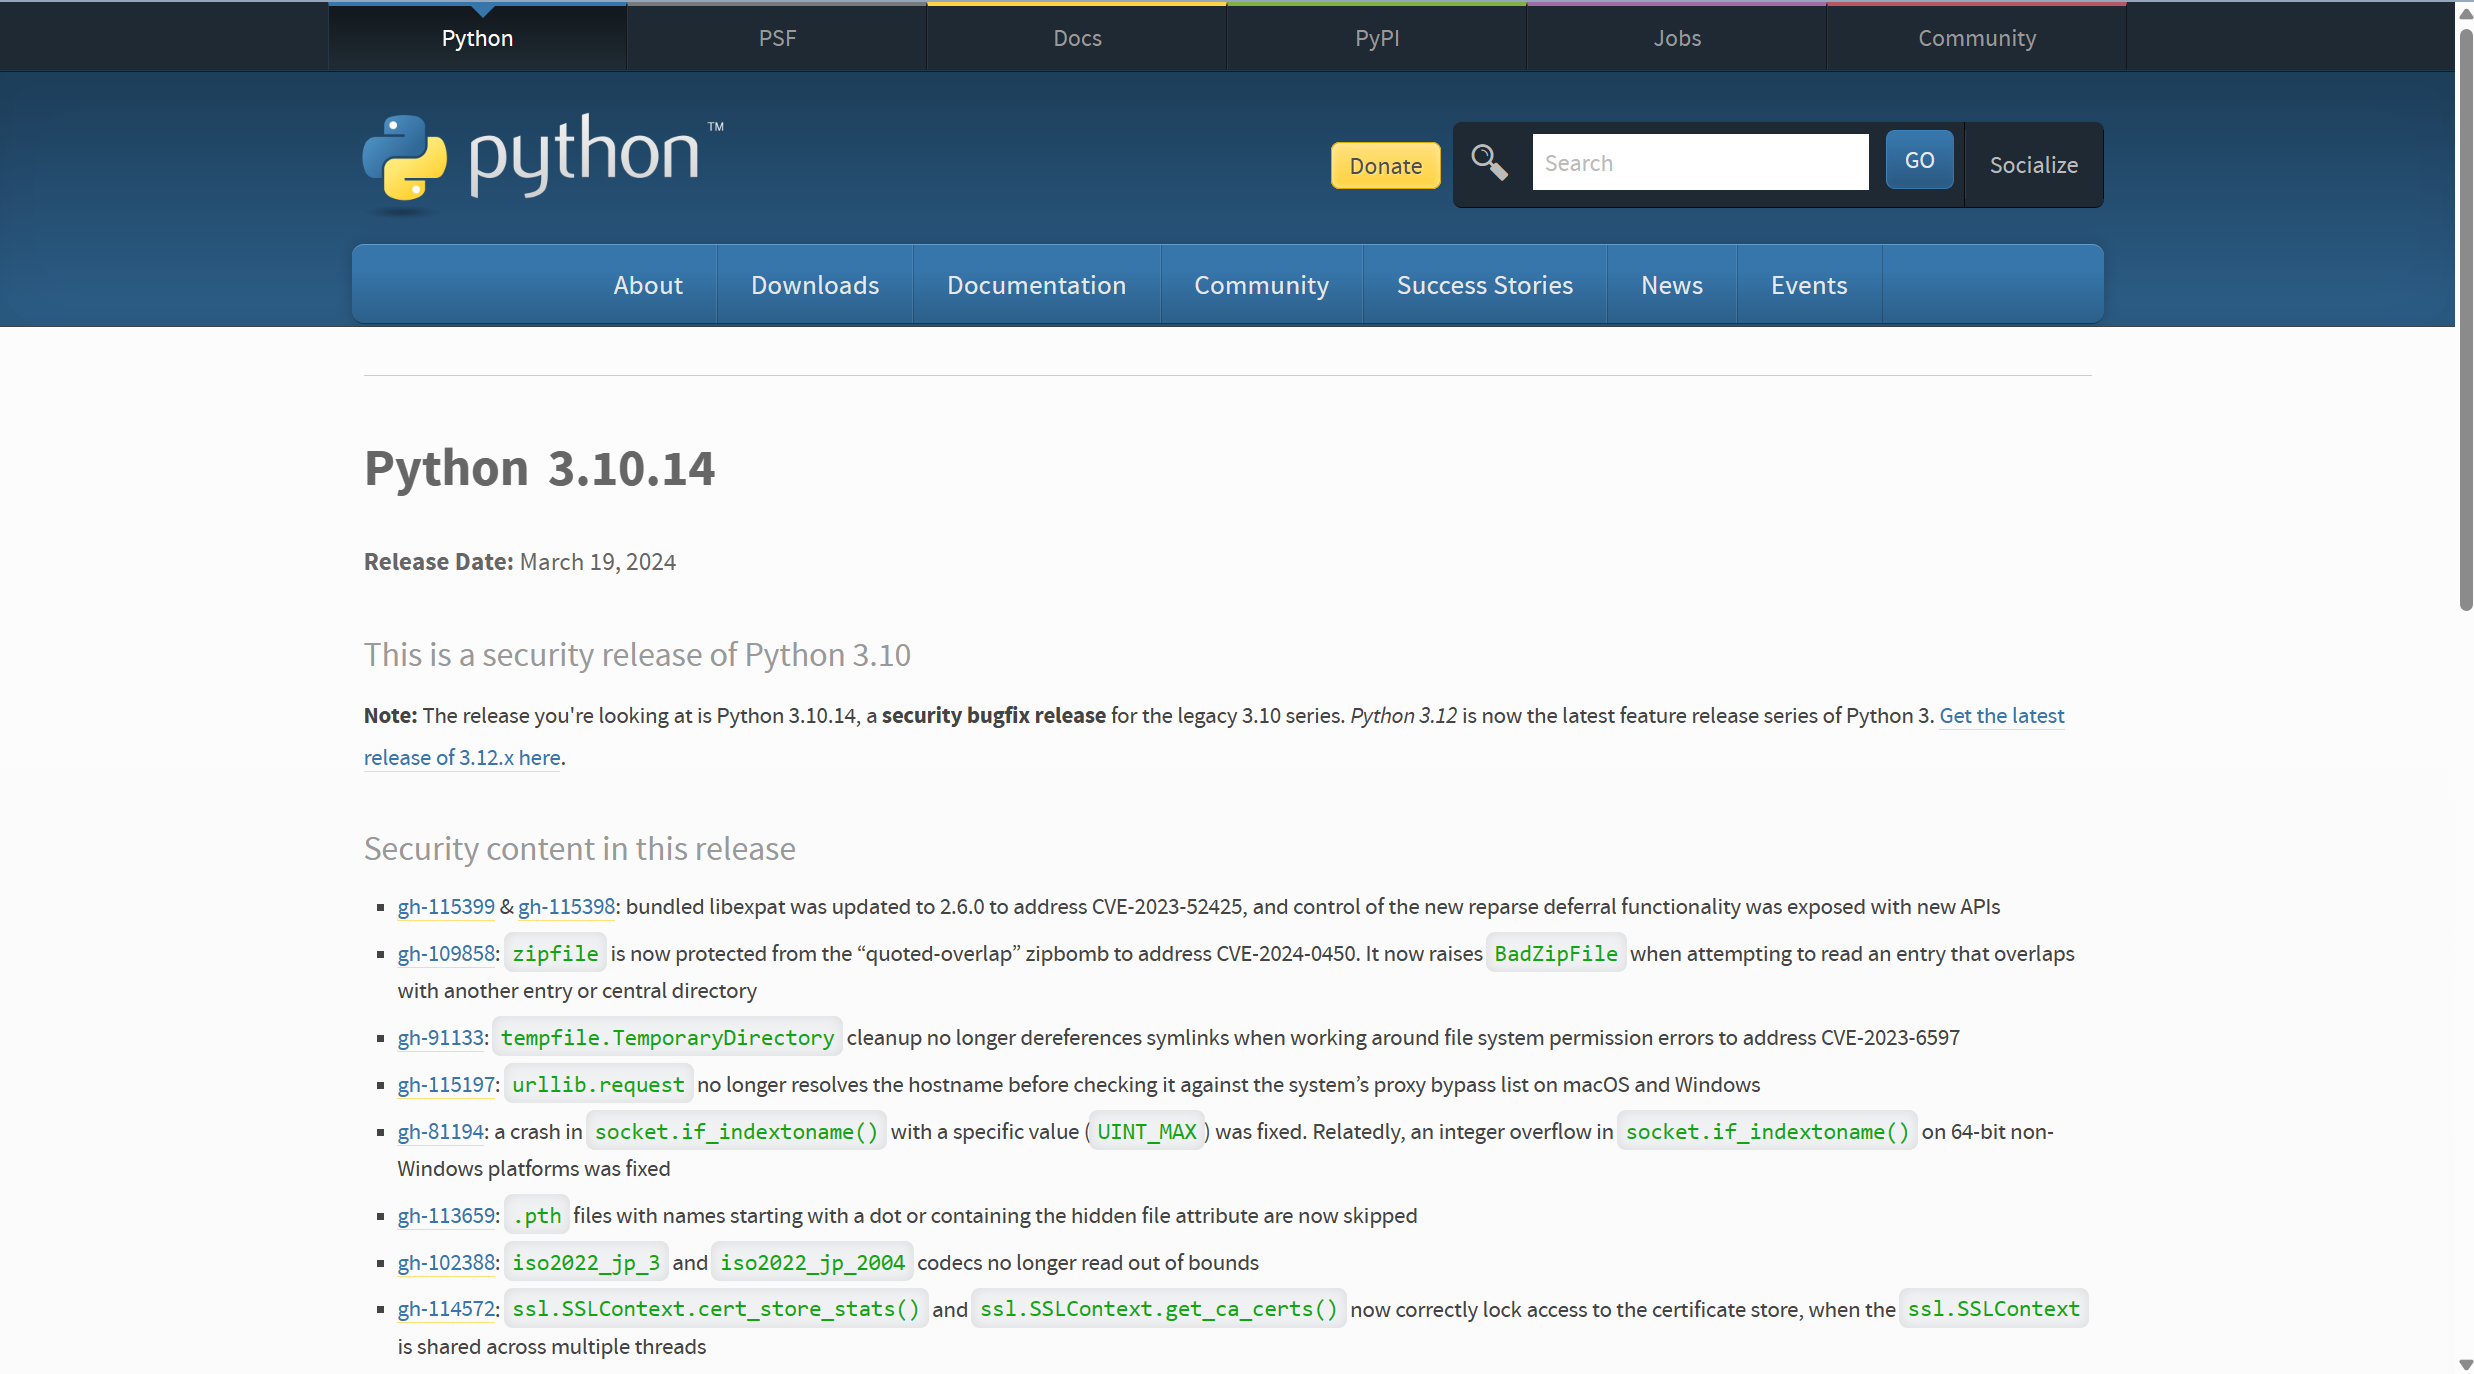 Python PSF Docs PyPI Jobs Community
python™
Donate Search GO Socialize
About Downloads Documentation Community Success Stories News Events
Python 3.10.14
Release Date: March 19, 2024
This is a security release of Python 3.10
Note: The release you're looking at is Python 3.10.14, a security bugfix release for the legacy 3.10 series. Python 3.12 is now the latest feature release series of Python 3. Get the latest
release of 3.12.x here.
Security content in this release
gh-115399 & gh-115398: bundled libexpat was updated to 2.6.0 to address CVE-2023-52425, and control of the new reparse deferral functionality was exposed with new APIs
gh-109858: zipfile is now protected from the “quoted-overlap” zipbomb to address CVE-2024-0450. It now raises BadZipFile when attempting to read an entry that overlaps
with another entry or central directory
gh-91133: tempfile.TemporaryDirectory cleanup no longer dereferences symlinks when working around file system permission errors to address CVE-2023-6597
gh-115197: urllib.request no longer resolves the hostname before checking it against the system’s proxy bypass list on macOS and Windows
gh-81194: a crash in socket.if_indextoname() with a specific value (UINT_MAX) was fixed. Relatedly, an integer overflow in socket.if_indextoname() on 64-bit non-
Windows platforms was fixed
gh-113659: .pth files with names starting with a dot or containing the hidden file attribute are now skipped
gh-102388: iso2022_jp_3 and iso2022_jp_2004 codecs no longer read out of bounds
gh-114572: ssl.SSLContext.cert_store_stats() and ssl.SSLContext.get_ca_certs() now correctly lock access to the certificate store, when the ssl.SSLContext
is shared across multiple threads